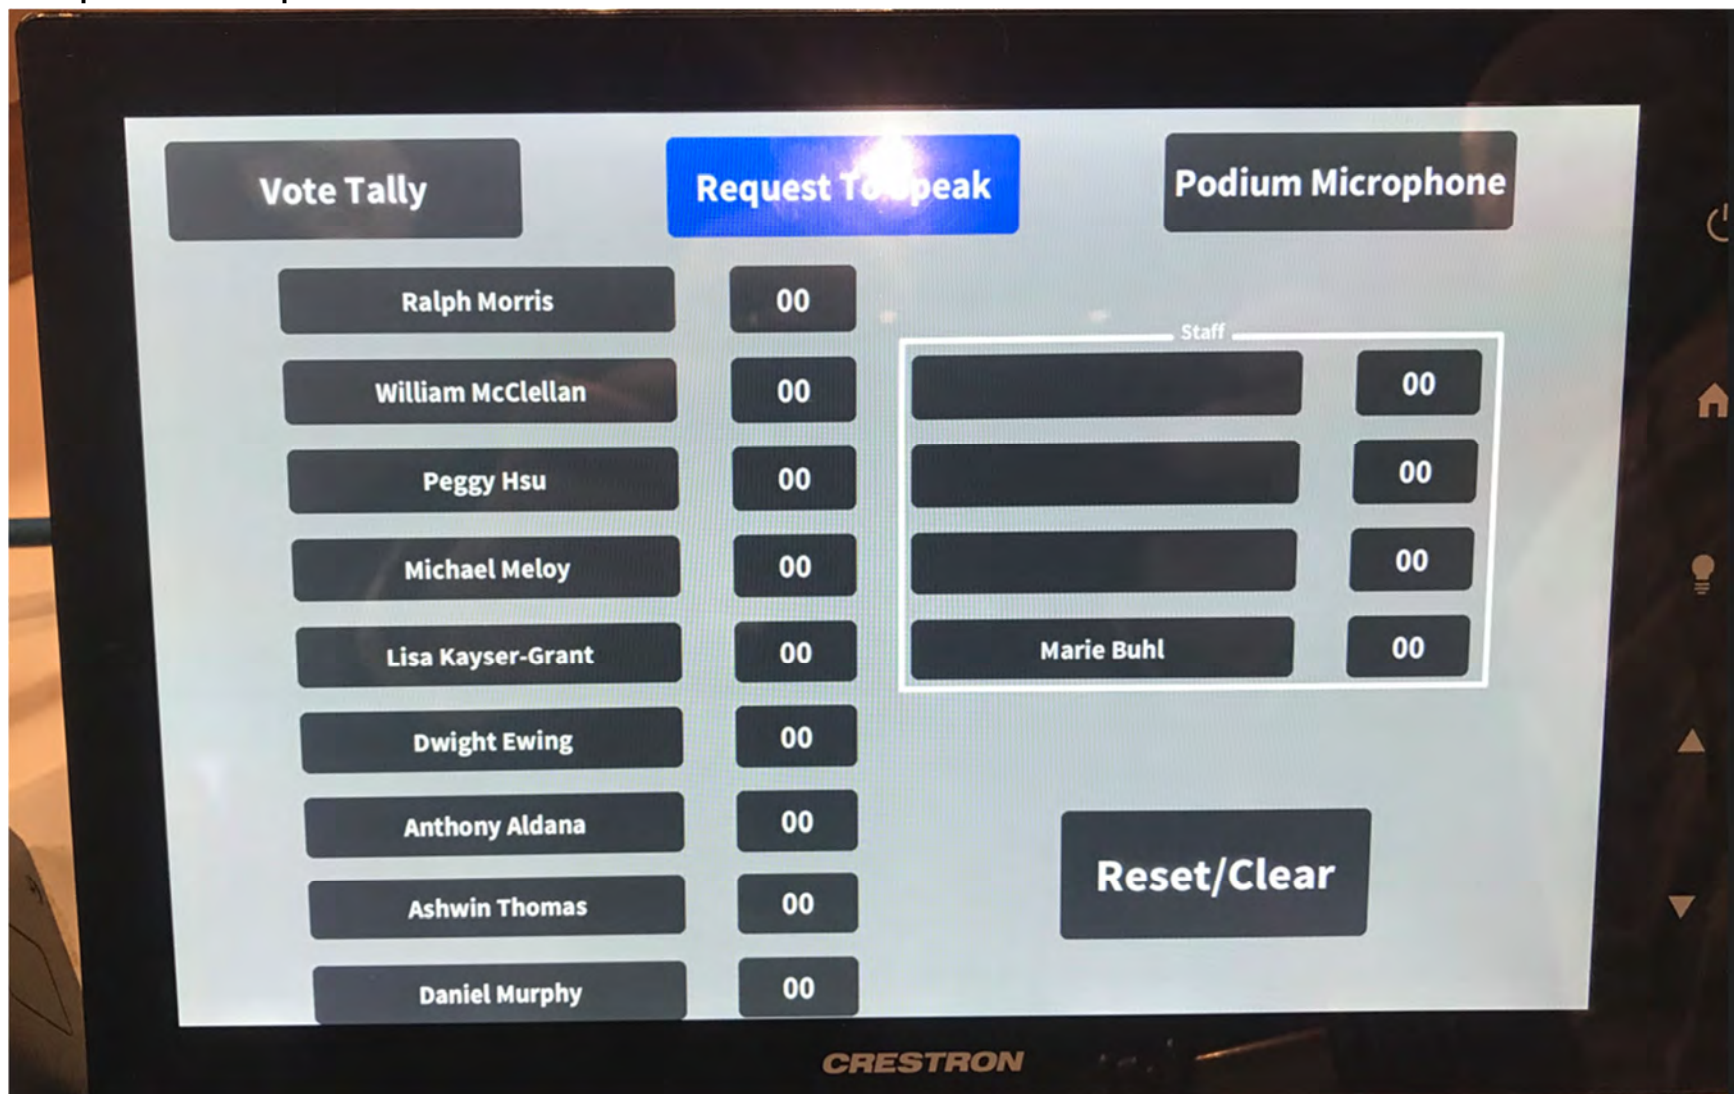 Vote Tally
Request To Speak
Podium Microphone
Ralph Morris 00
William McClellan 00
Peggy Hsu 00
Michael Meloy 00
Lisa Kayser-Grant 00
Dwight Ewing 00
Anthony Aldana 00
Ashwin Thomas 00
Daniel Murphy 00
Staff
00
00
00
Marie Buhl 00
Reset/Clear
CRESTRON